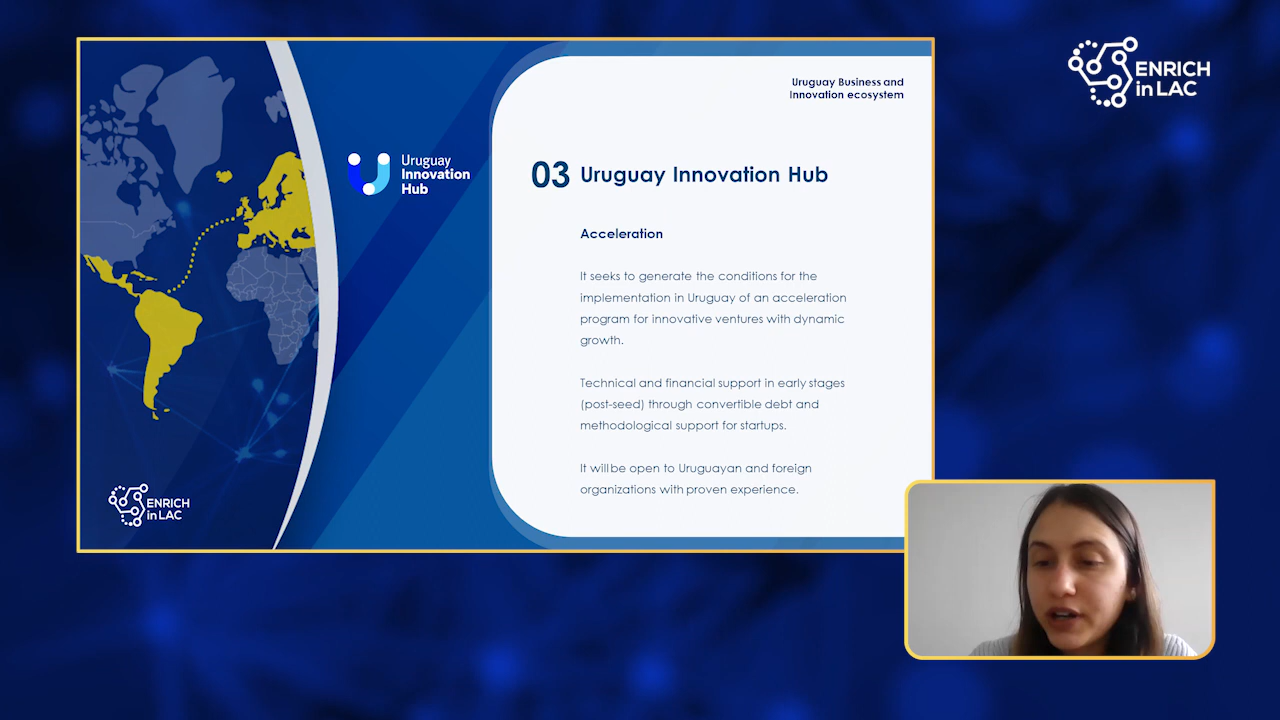 ENRICH
in LAC
Uruguay Business and
Innovation ecosystem
Uruguay
Innovation
Hub
03 Uruguay Innovation Hub
Acceleration
It seeks to generate the conditions for the
implementation in Uruguay of an acceleration
program for innovative ventures with dynamic
growth.
Technical and financial support in early stages
(post-seed) through convertible debt and
methodological support for startups.
It will be open to Uruguayan and foreign
organizations with proven experience.
ENRICH
in LAC